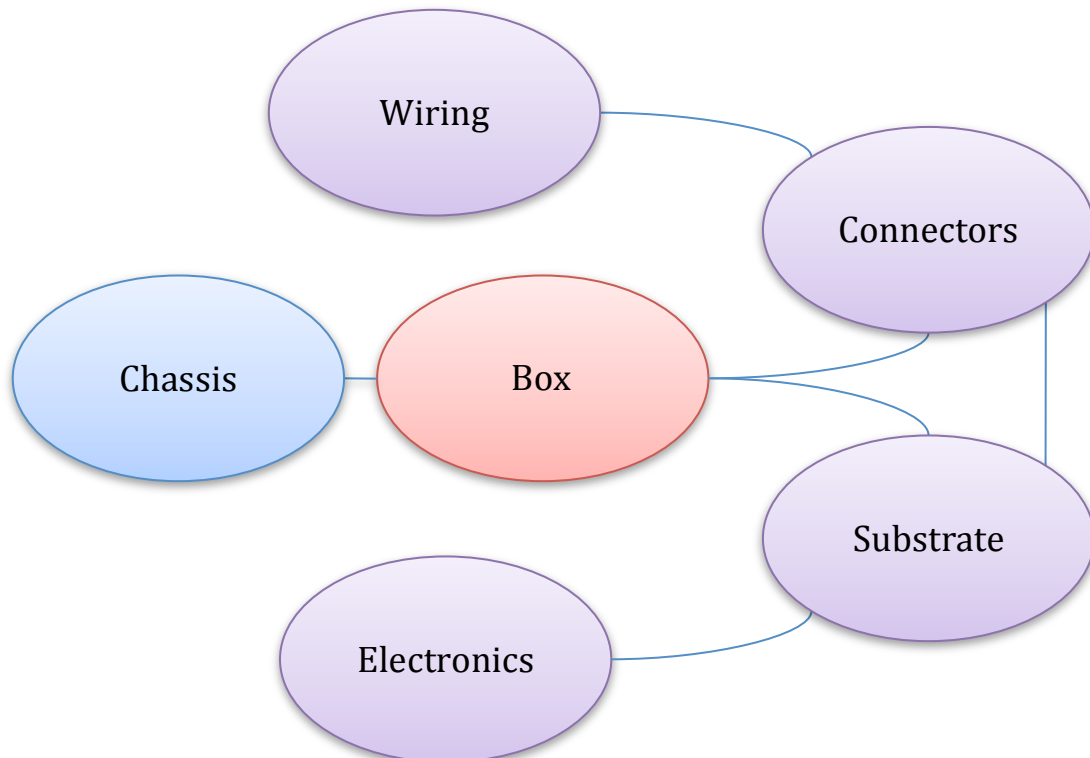 Wiring
Connectors
Chassis
Box
Substrate
Electronics